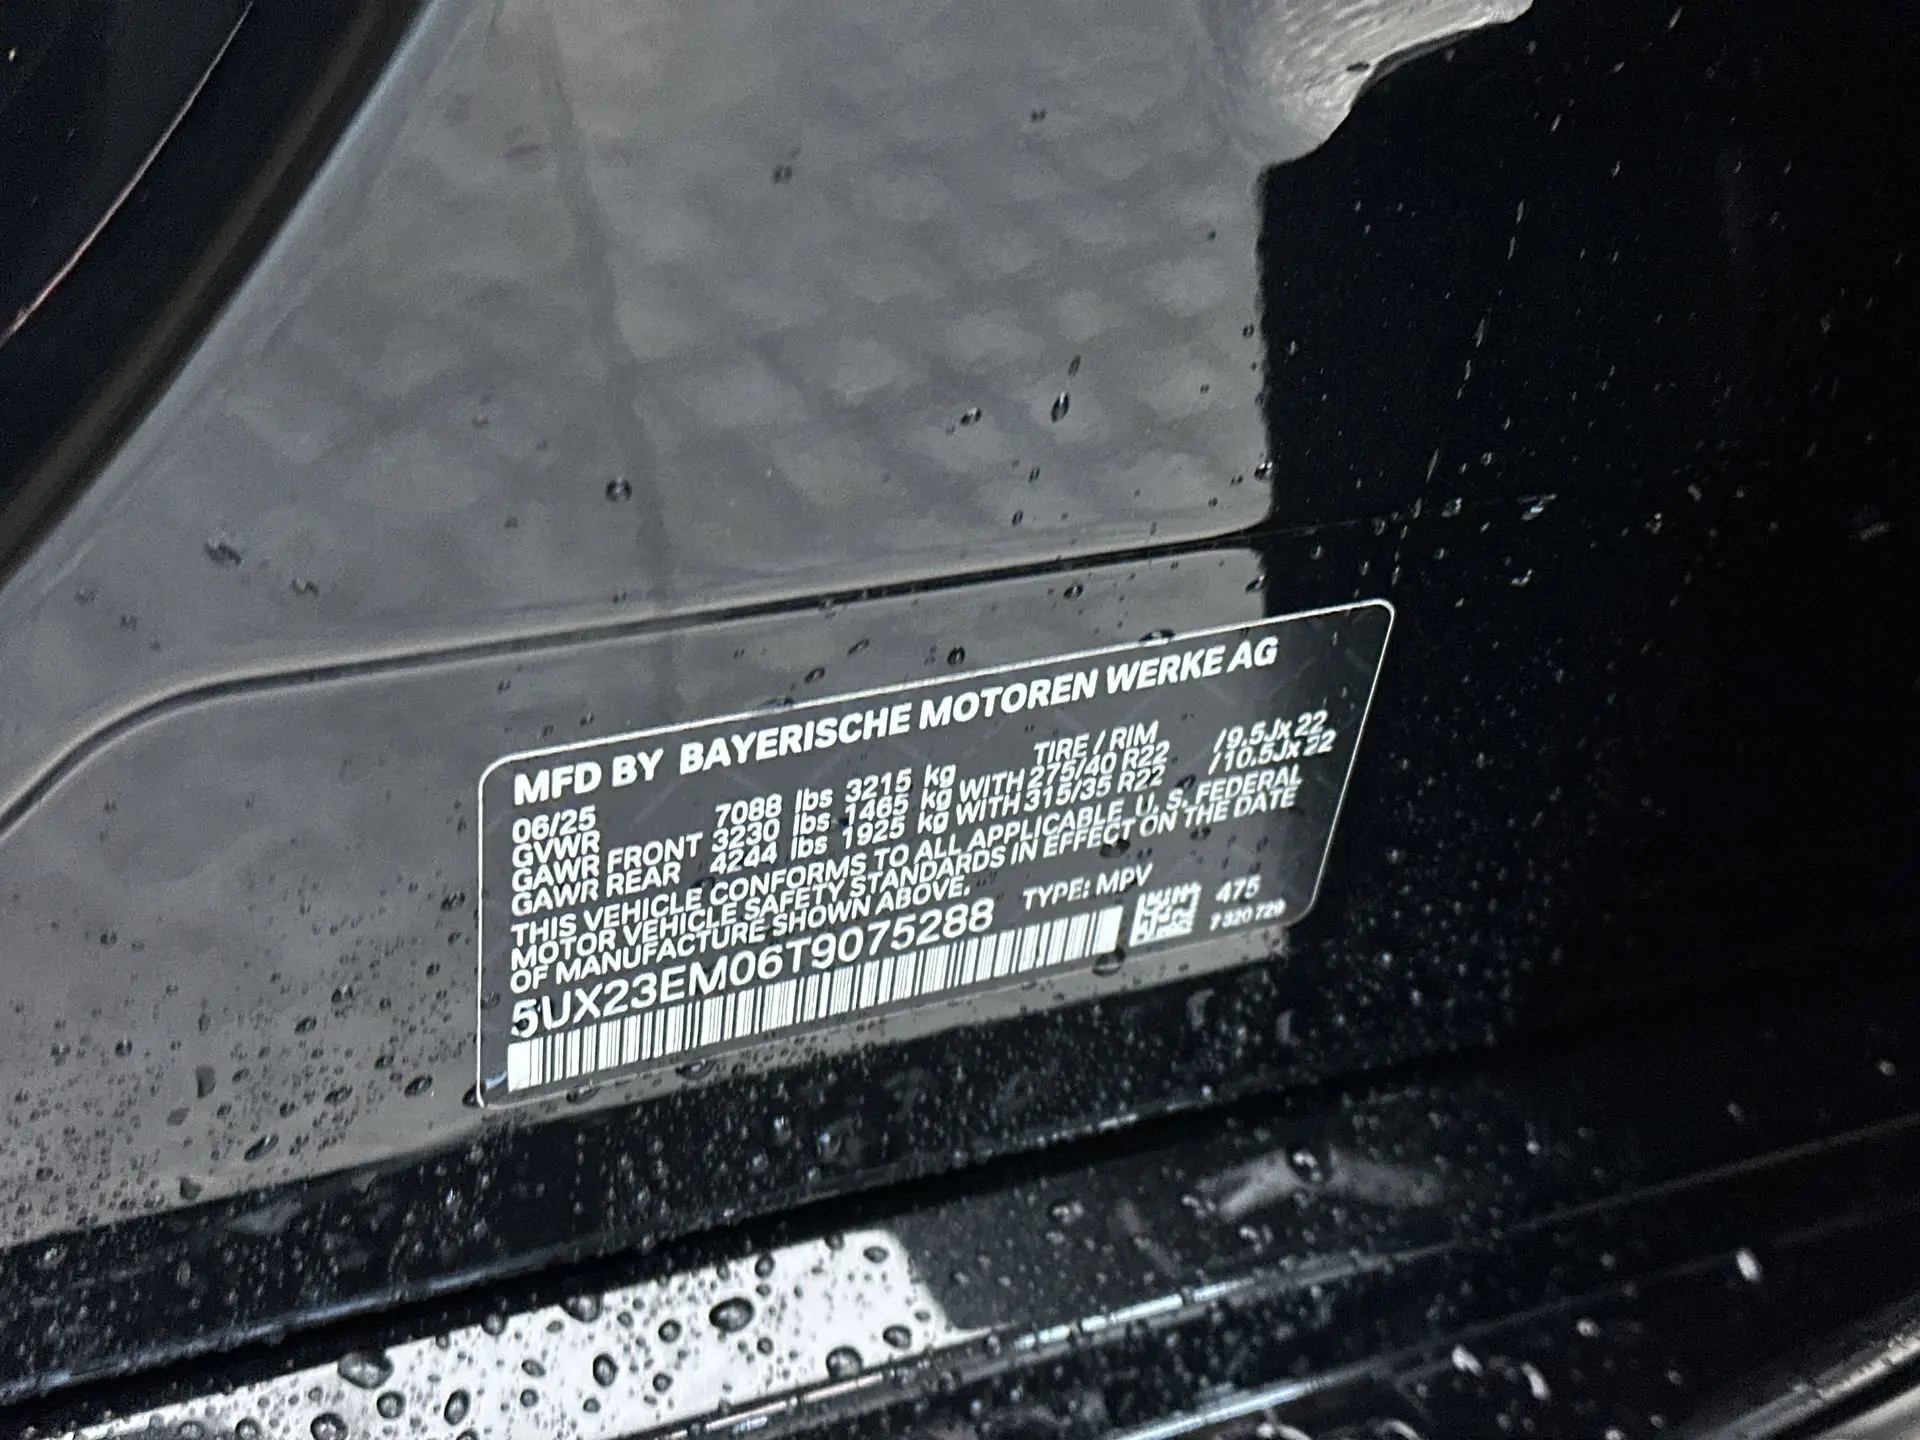 MFD BY BAYERISCHE MOTOREN WERKE AG
06/25 TIRE / RIM
GVWR 7088 lbs 3215 kg
GAWR FRONT 3230 lbs 1465 kg WITH 275/40 R22 /9.5Jx22
GAWR REAR 4244 lbs 1925 kg WITH 315/35 R22 /10.5Jx22
THIS VEHICLE CONFORMS TO ALL APPLICABLE U. S. FEDERAL
MOTOR VEHICLE SAFETY STANDARDS IN EFFECT ON THE DATE
OF MANUFACTURE SHOWN ABOVE.
5UX23EM06T9075288 TYPE: MPV
475
7 320 729